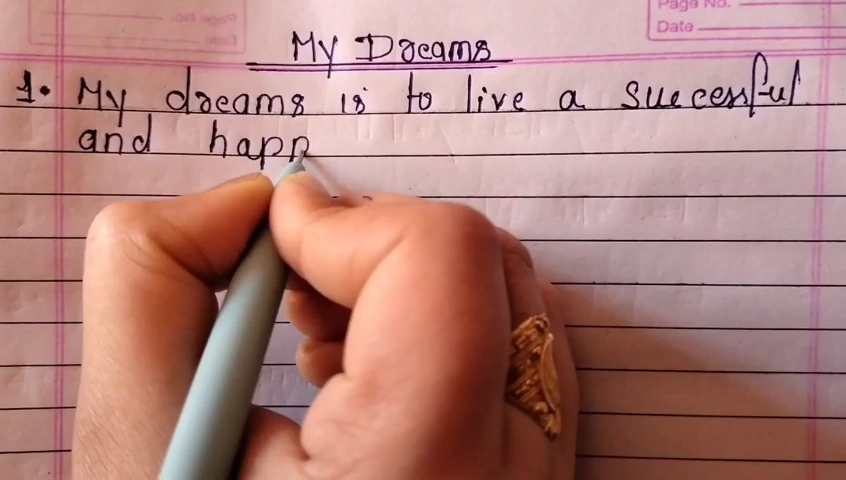 Page No.
Date
My Dreams
1. My dreams is to live a successful
and happ